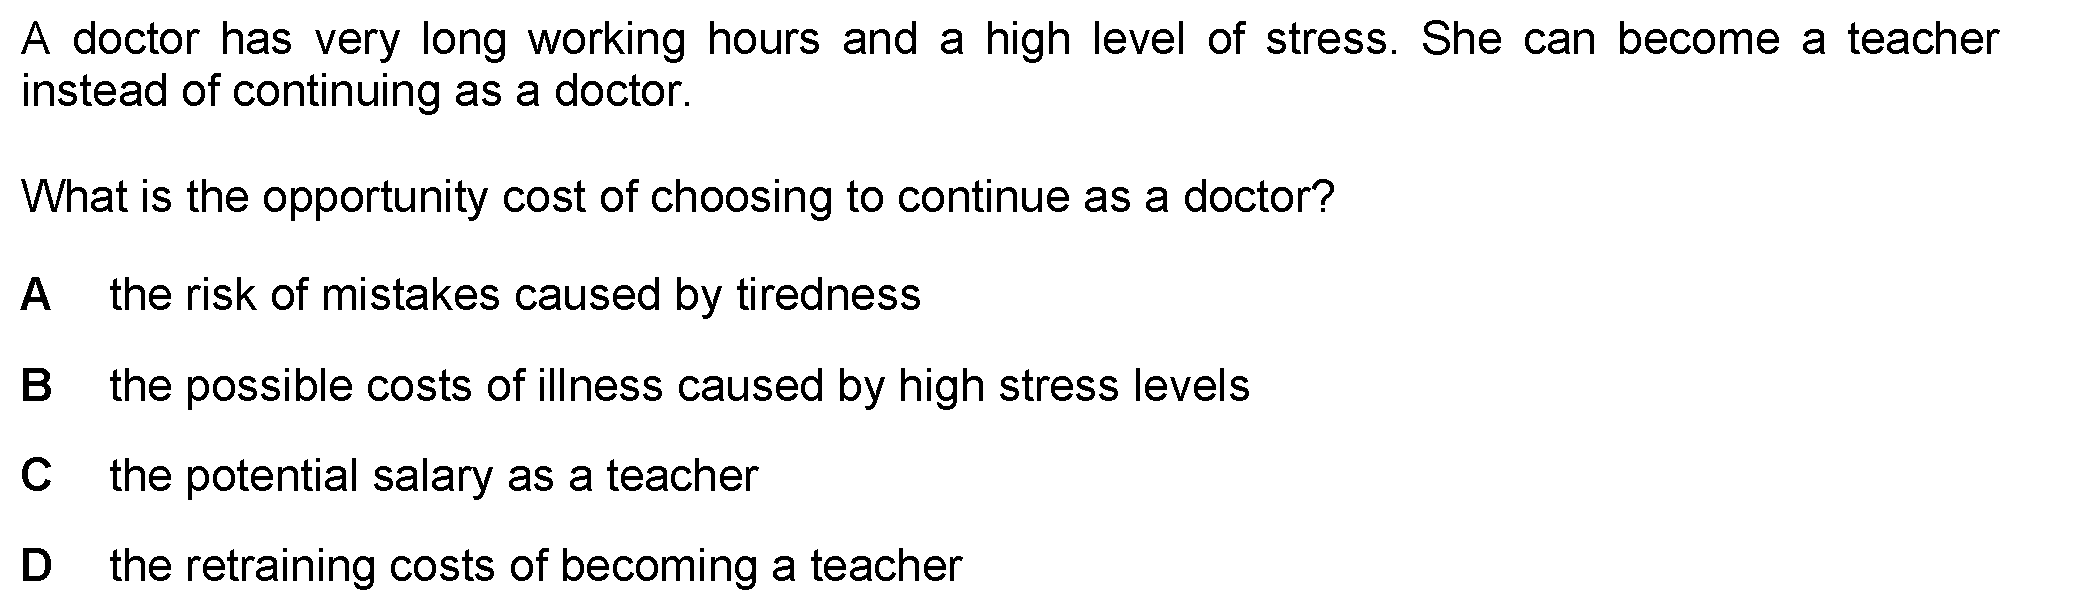 A doctor has very long working hours and a high level of stress. She can become a teacher
instead of continuing as a doctor.
What is the opportunity cost of choosing to continue as a doctor?
A the risk of mistakes caused by tiredness
B the possible costs of illness caused by high stress levels
C the potential salary as a teacher
D the retraining costs of becoming a teacher